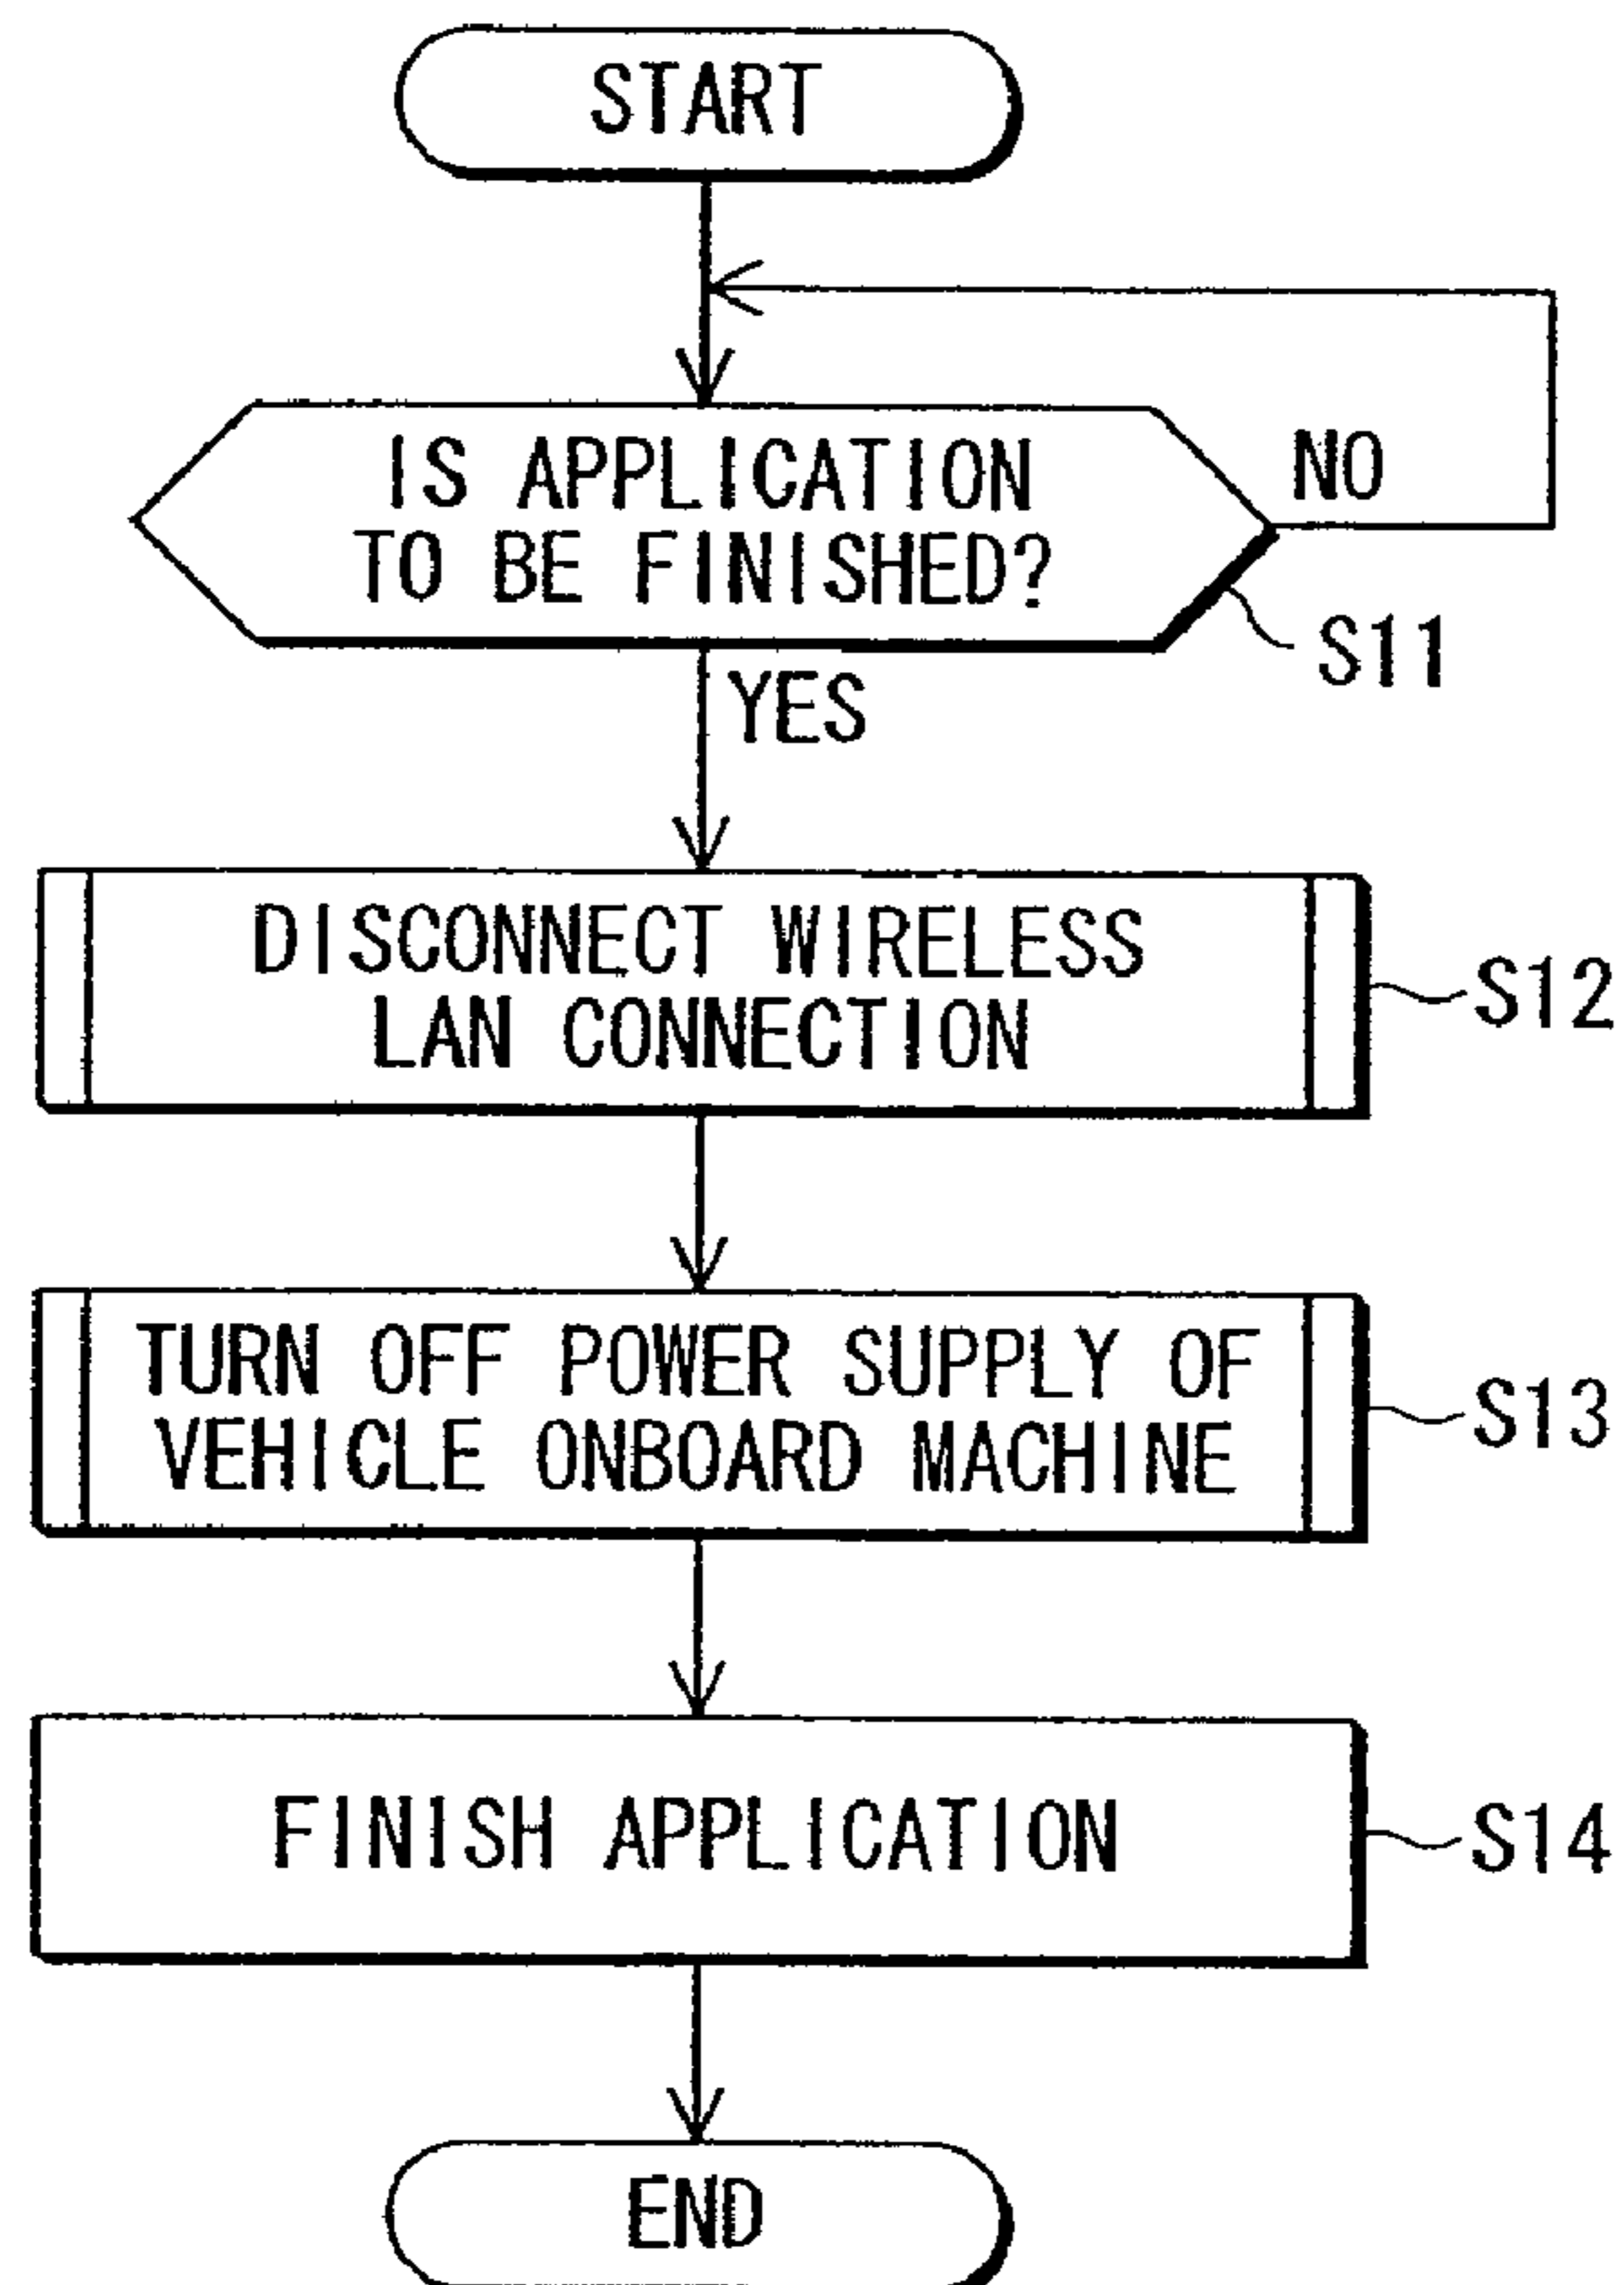 START
IS APPLICATION
TO BE FINISHED?
NO
S11
YES
DISCONNECT WIRELESS
LAN CONNECTION
S12
TURN OFF POWER SUPPLY OF
VEHICLE ONBOARD MACHINE
S13
FINISH APPLICATION
S14
END